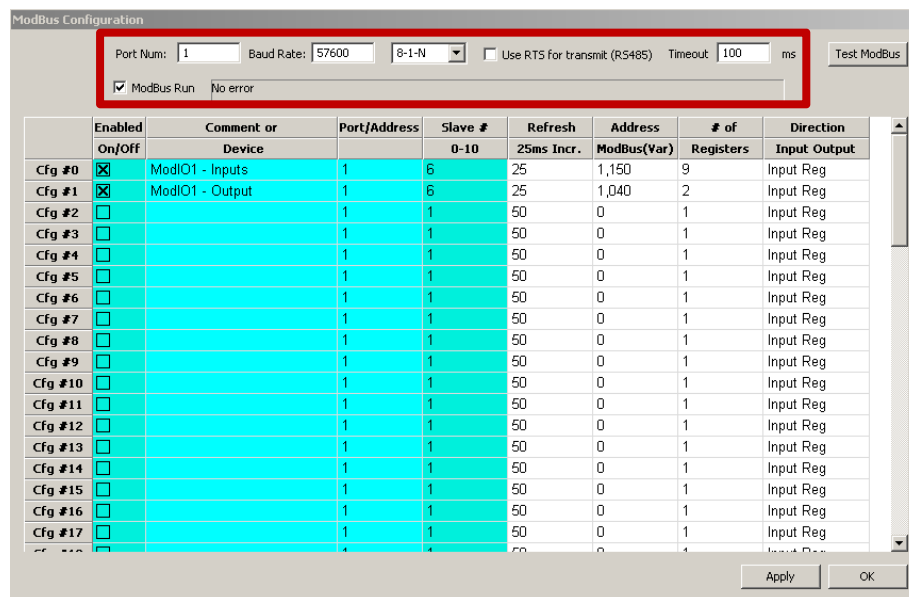 ModBus Configuration
Port Num: 1 Baud Rate: 57600 8-1-N Use RTS for transmit (RS485) Timeout 100 ms Test ModBus
ModBus Run No error
Enabled Comment or Port/Address Slave # Refresh Address # of Direction
On/Off Device 0-10 25ms Incr. ModBus(Var) Registers Input Output
Cfg #0 ModIO1 - Inputs 1 6 25 1,150 9 Input Reg
Cfg #1 ModIO1 - Output 1 6 25 1,040 2 Input Reg
Cfg #2 1 1 50 0 1 Input Reg
Cfg #3 1 1 50 0 1 Input Reg
Cfg #4 1 1 50 0 1 Input Reg
Cfg #5 1 1 50 0 1 Input Reg
Cfg #6 1 1 50 0 1 Input Reg
Cfg #7 1 1 50 0 1 Input Reg
Cfg #8 1 1 50 0 1 Input Reg
Cfg #9 1 1 50 0 1 Input Reg
Cfg #10 1 1 50 0 1 Input Reg
Cfg #11 1 1 50 0 1 Input Reg
Cfg #12 1 1 50 0 1 Input Reg
Cfg #13 1 1 50 0 1 Input Reg
Cfg #14 1 1 50 0 1 Input Reg
Cfg #15 1 1 50 0 1 Input Reg
Cfg #16 1 1 50 0 1 Input Reg
Cfg #17 1 1 50 0 1 Input Reg
Apply OK